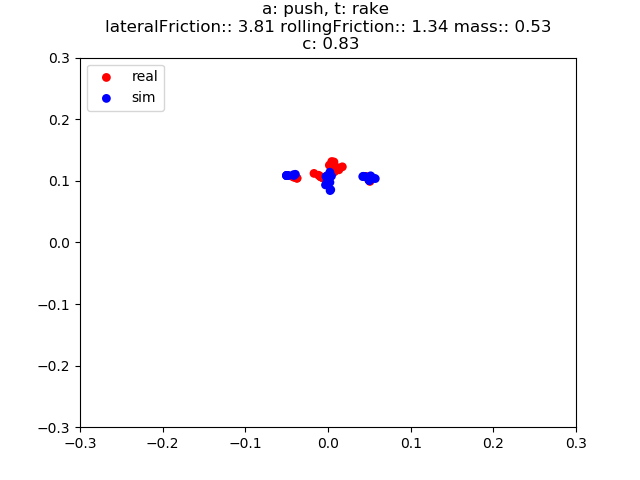 a: push, t: rake
lateralFriction:: 3.81 rollingFriction:: 1.34 mass:: 0.53
c: 0.83
real
sim
0.3
0.2
0.1
0.0
−0.1
−0.2
−0.3
−0.3 −0.2 −0.1 0.0 0.1 0.2 0.3